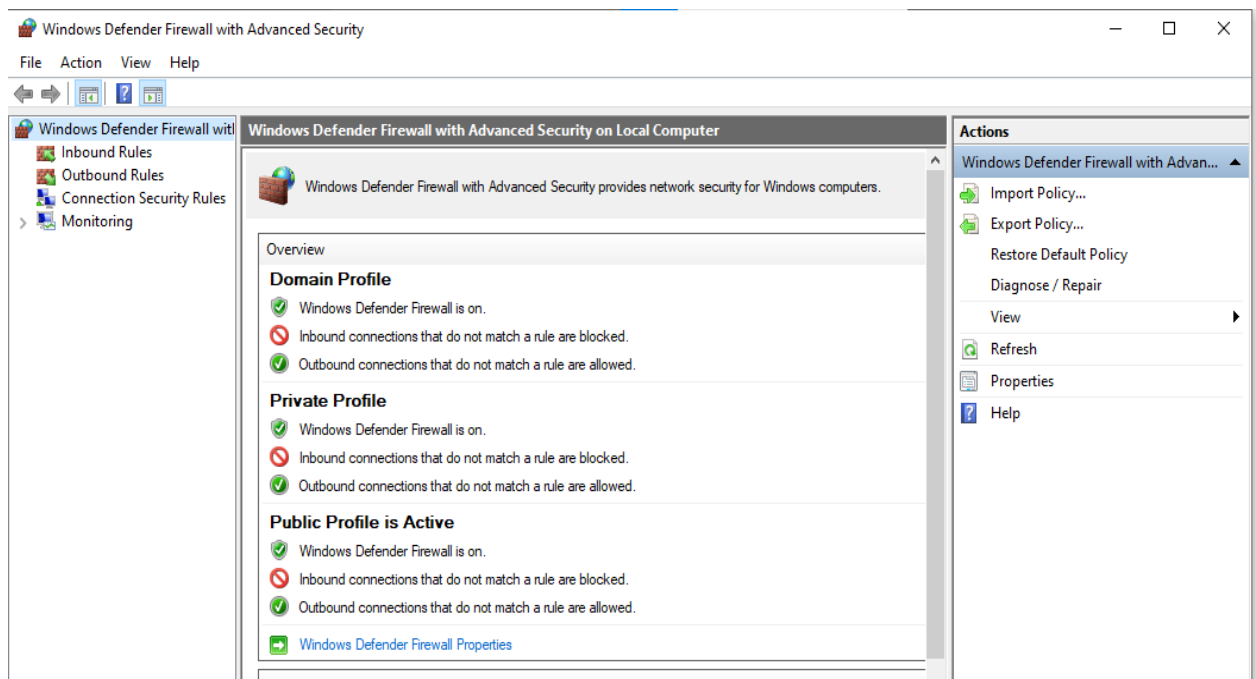 Windows Defender Firewall with Advanced Security
File Action View Help
Windows Defender Firewall witl
Inbound Rules
Outbound Rules
Connection Security Rules
Monitoring
Windows Defender Firewall with Advanced Security on Local Computer
Windows Defender Firewall with Advanced Security provides network security for Windows computers.
Overview
Domain Profile
Windows Defender Firewall is on.
Inbound connections that do not match a rule are blocked.
Outbound connections that do not match a rule are allowed.
Private Profile
Windows Defender Firewall is on.
Inbound connections that do not match a rule are blocked.
Outbound connections that do not match a rule are allowed.
Public Profile is Active
Windows Defender Firewall is on.
Inbound connections that do not match a rule are blocked.
Outbound connections that do not match a rule are allowed.
Windows Defender Firewall Properties
Actions
Windows Defender Firewall with Advan...
Import Policy...
Export Policy...
Restore Default Policy
Diagnose / Repair
View
Refresh
Properties
Help